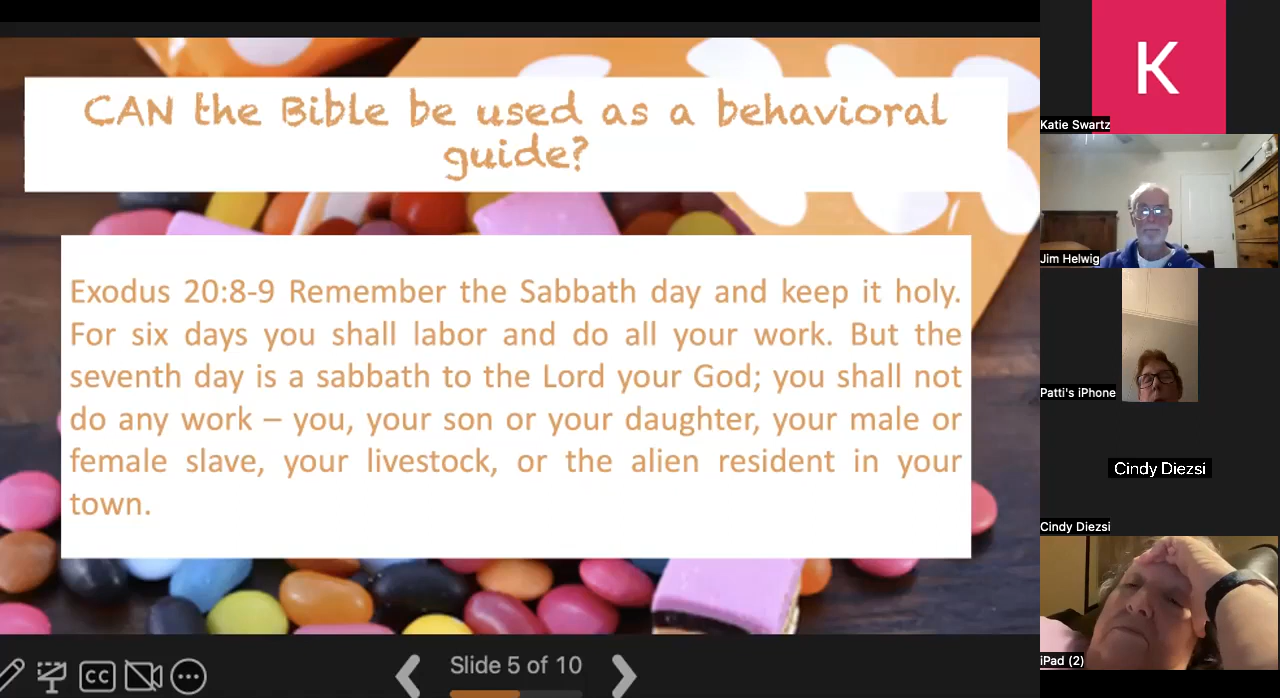 CAN the Bible be used as a behavioral
guide?
Exodus 20:8-9 Remember the Sabbath day and keep it holy.
For six days you shall labor and do all your work. But the
seventh day is a sabbath to the Lord your God; you shall not
do any work – you, your son or your daughter, your male or
female slave, your livestock, or the alien resident in your
town.
CC
Slide 5 of 10
K
Katie Swartz
Jim Helwig
Patti's iPhone
Cindy Diezsi
Cindy Diezsi
iPad (2)